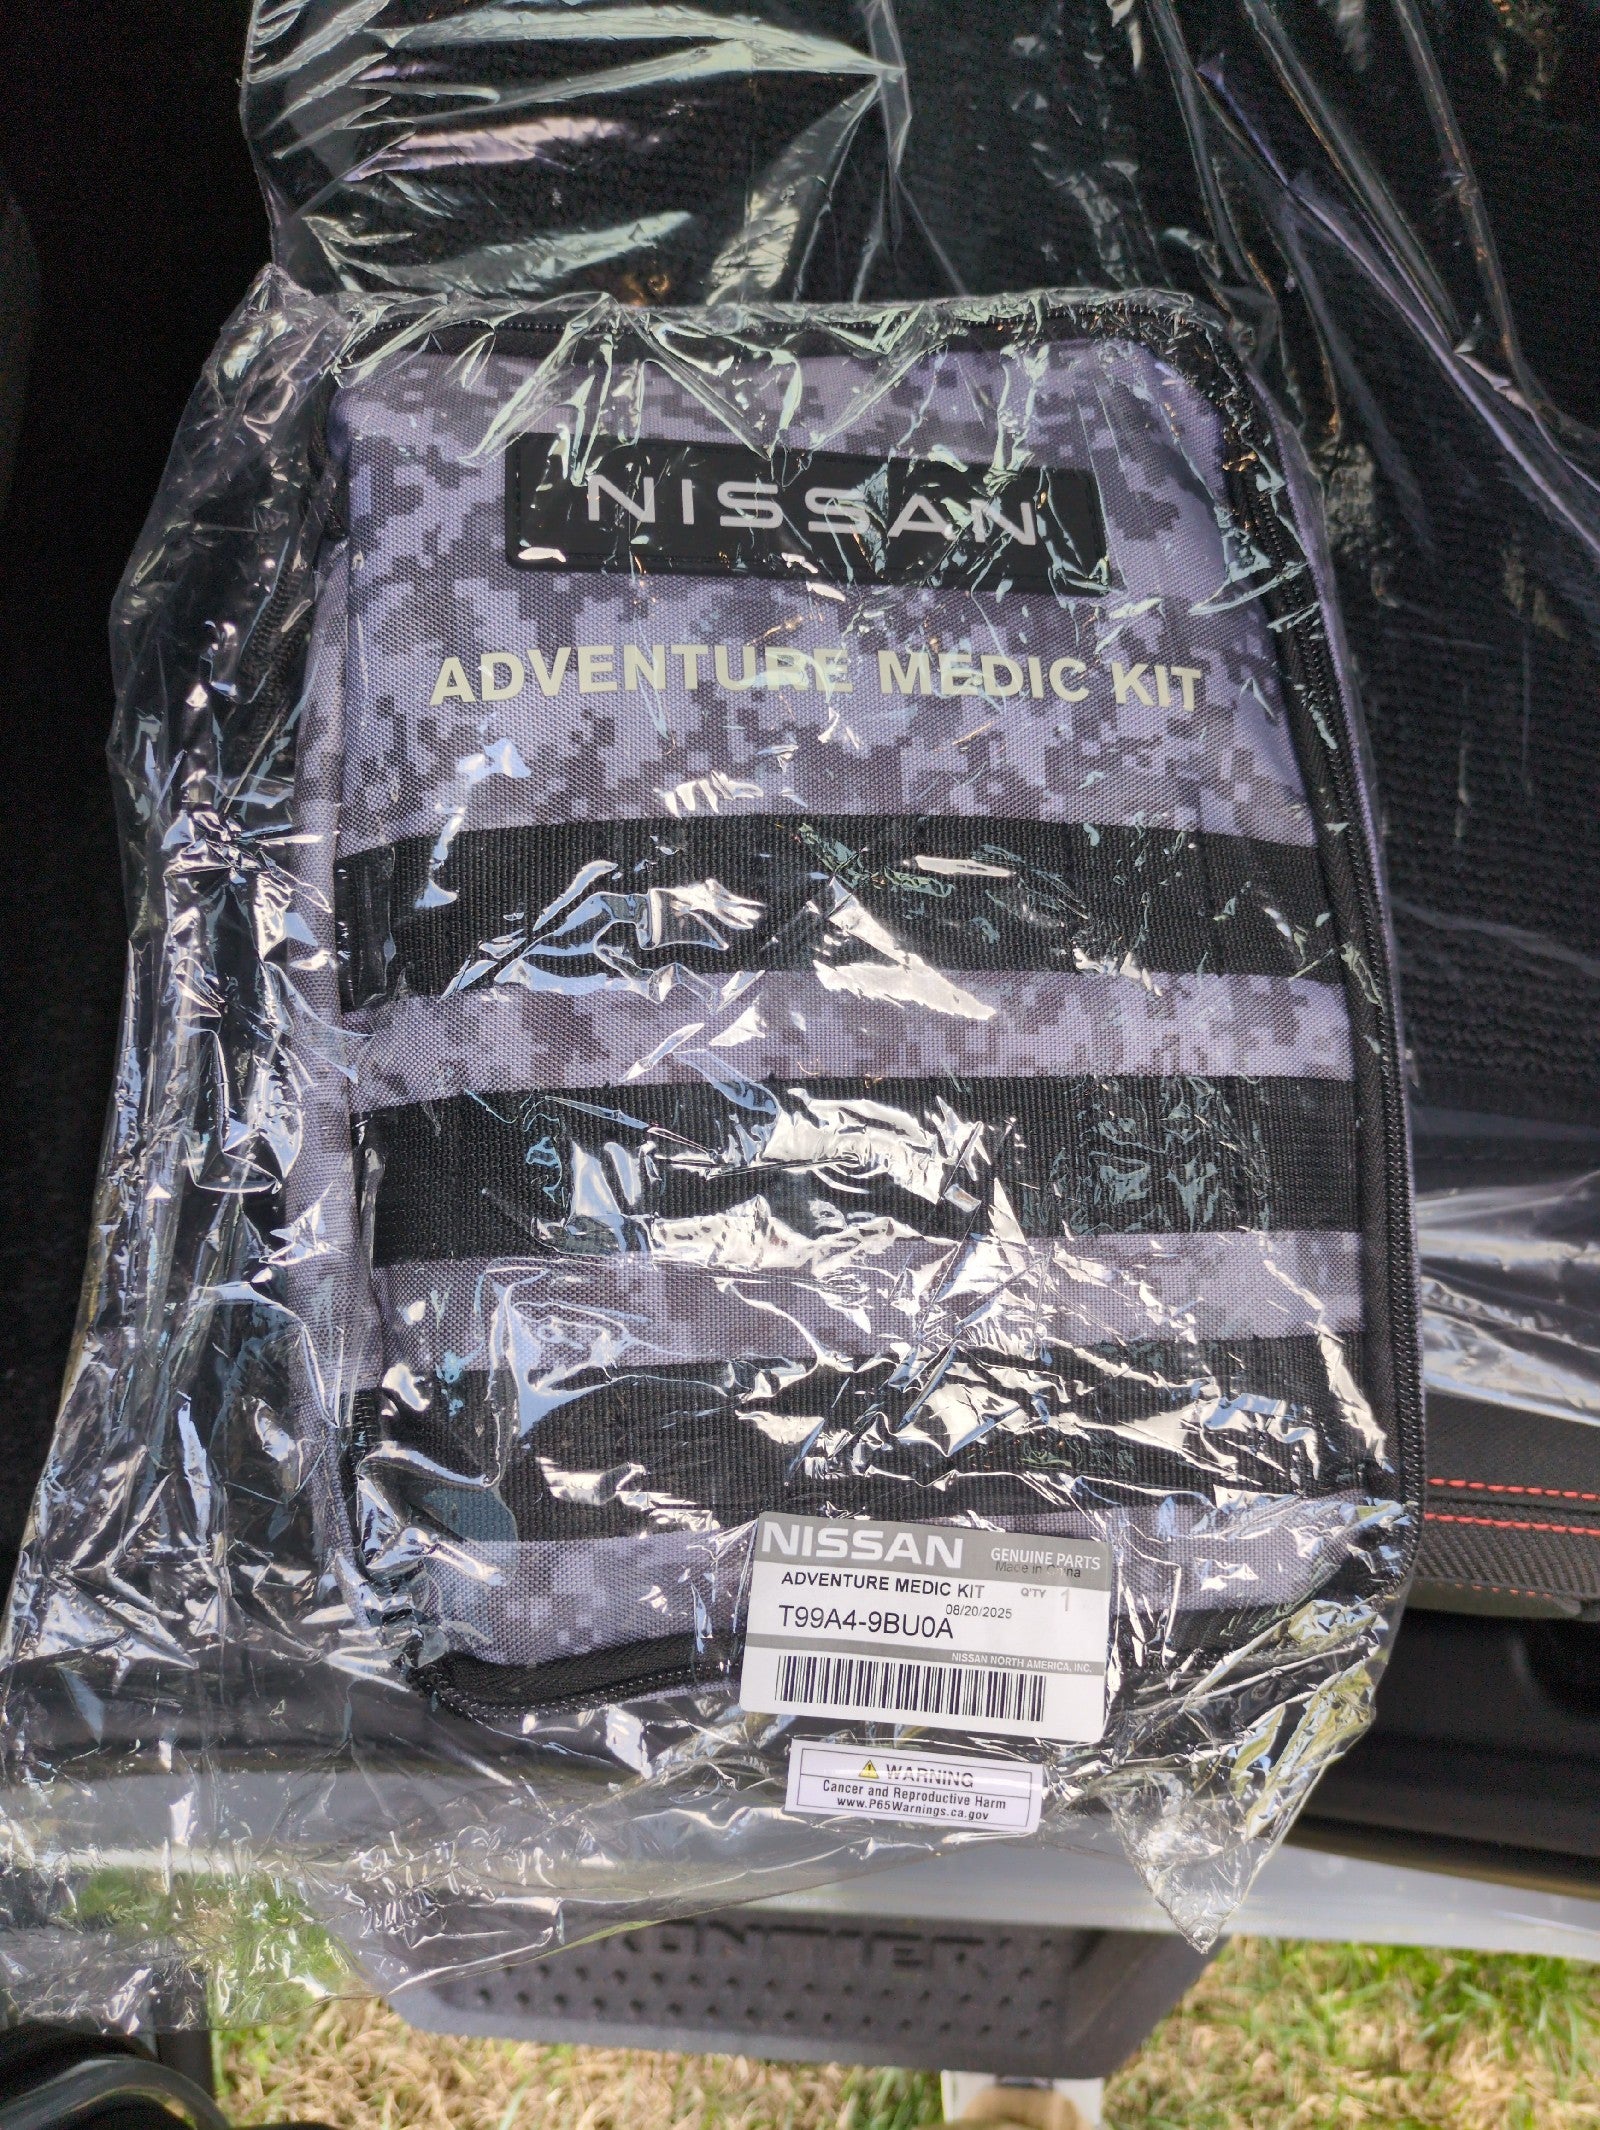 NISSAN
ADVENTURE MEDIC KIT
NISSAN GENUINE PARTS
Made in China
ADVENTURE MEDIC KIT Q'TY 1
08/20/2025
T99A4-9BU0A
NISSAN NORTH AMERICA, INC.
WARNING
Cancer and Reproductive Harm
www.P65Warnings.ca.gov
FRONTIER